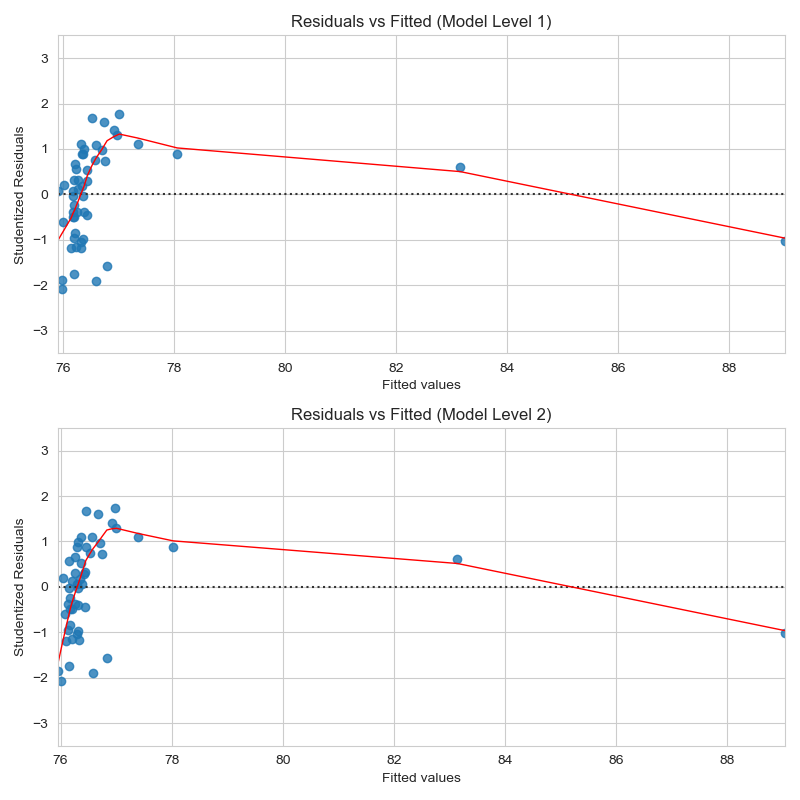 Residuals vs Fitted (Model Level 1)
3
2
1
0
−1
−2
−3
Studentized Residuals
76 78 80 82 84 86 88
Fitted values
Residuals vs Fitted (Model Level 2)
3
2
1
0
−1
−2
−3
Studentized Residuals
76 78 80 82 84 86 88
Fitted values